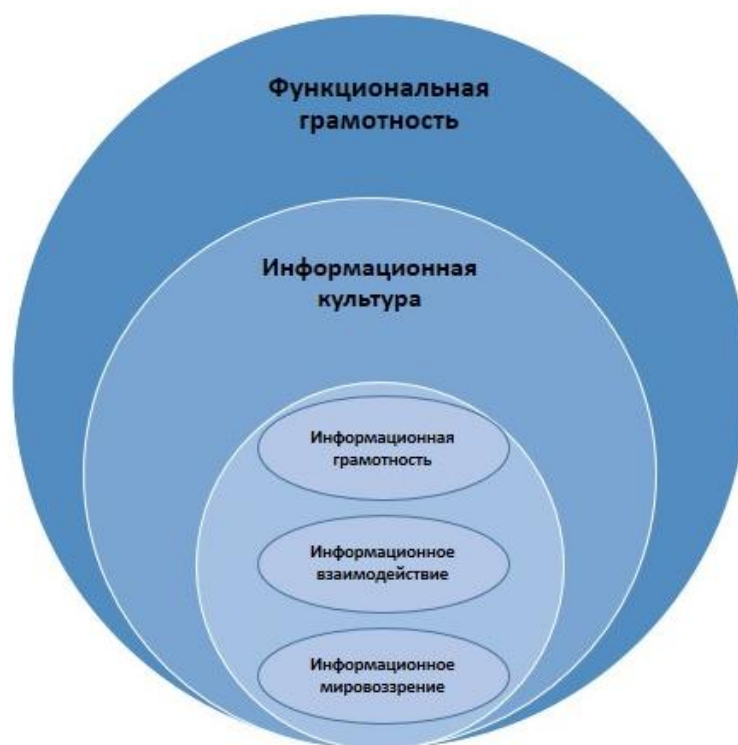 Функциональная
грамотность
Информационная
культура
Информационная
грамотность
Информационное
взаимодействие
Информационное
мировоззрение